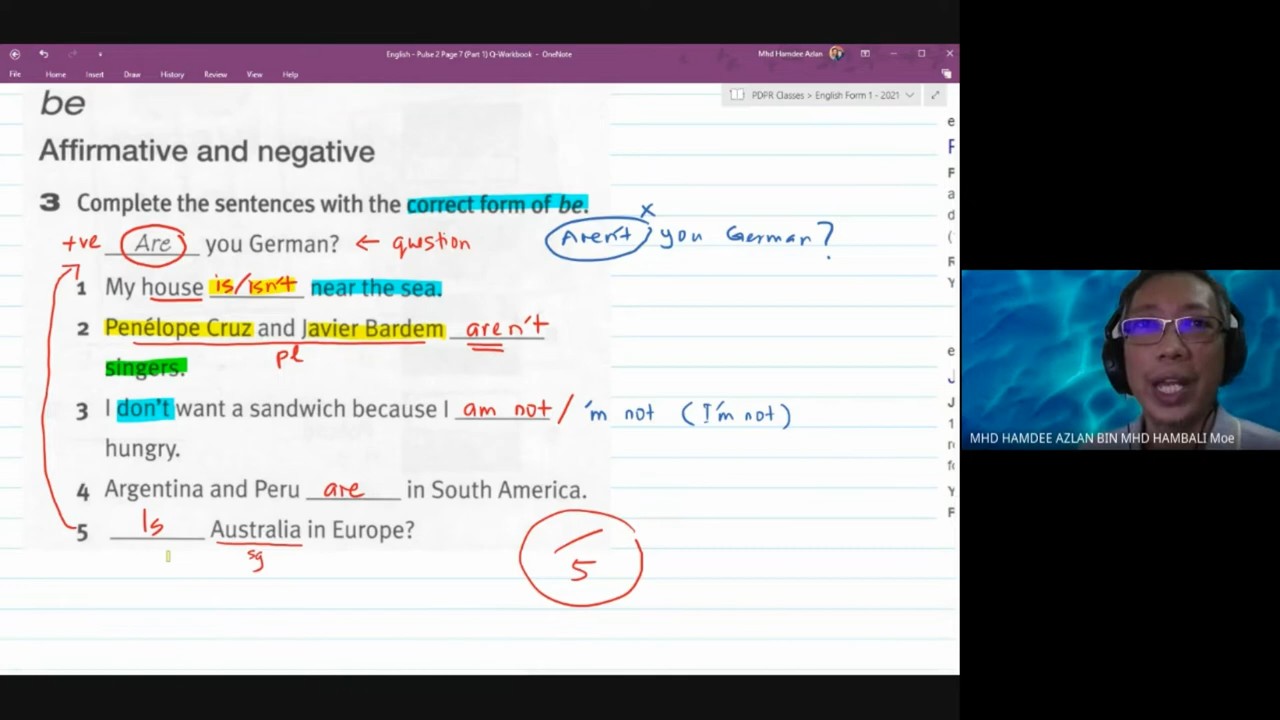 English - Pulse 2 Page 7 (Part 1) Q-Workbook - OneNote
Mhd Hamdee Azlan
File Home Insert Draw History Review View Help
PDPR Classes > English Form 1 - 2021
be
Affirmative and negative
3 Complete the sentences with the correct form of be.
+ve Are you German? ← question
x
Aren't you German?
1 My house is/isn't near the sea.
2 Penélope Cruz and Javier Bardem aren't
pl
singers.
3 I don't want a sandwich because I am not / 'm not (I'm not)
hungry.
4 Argentina and Peru are in South America.
5 Is Australia in Europe?
sg
/5
MHD HAMDEE AZLAN BIN MHD HAMBALI Moe